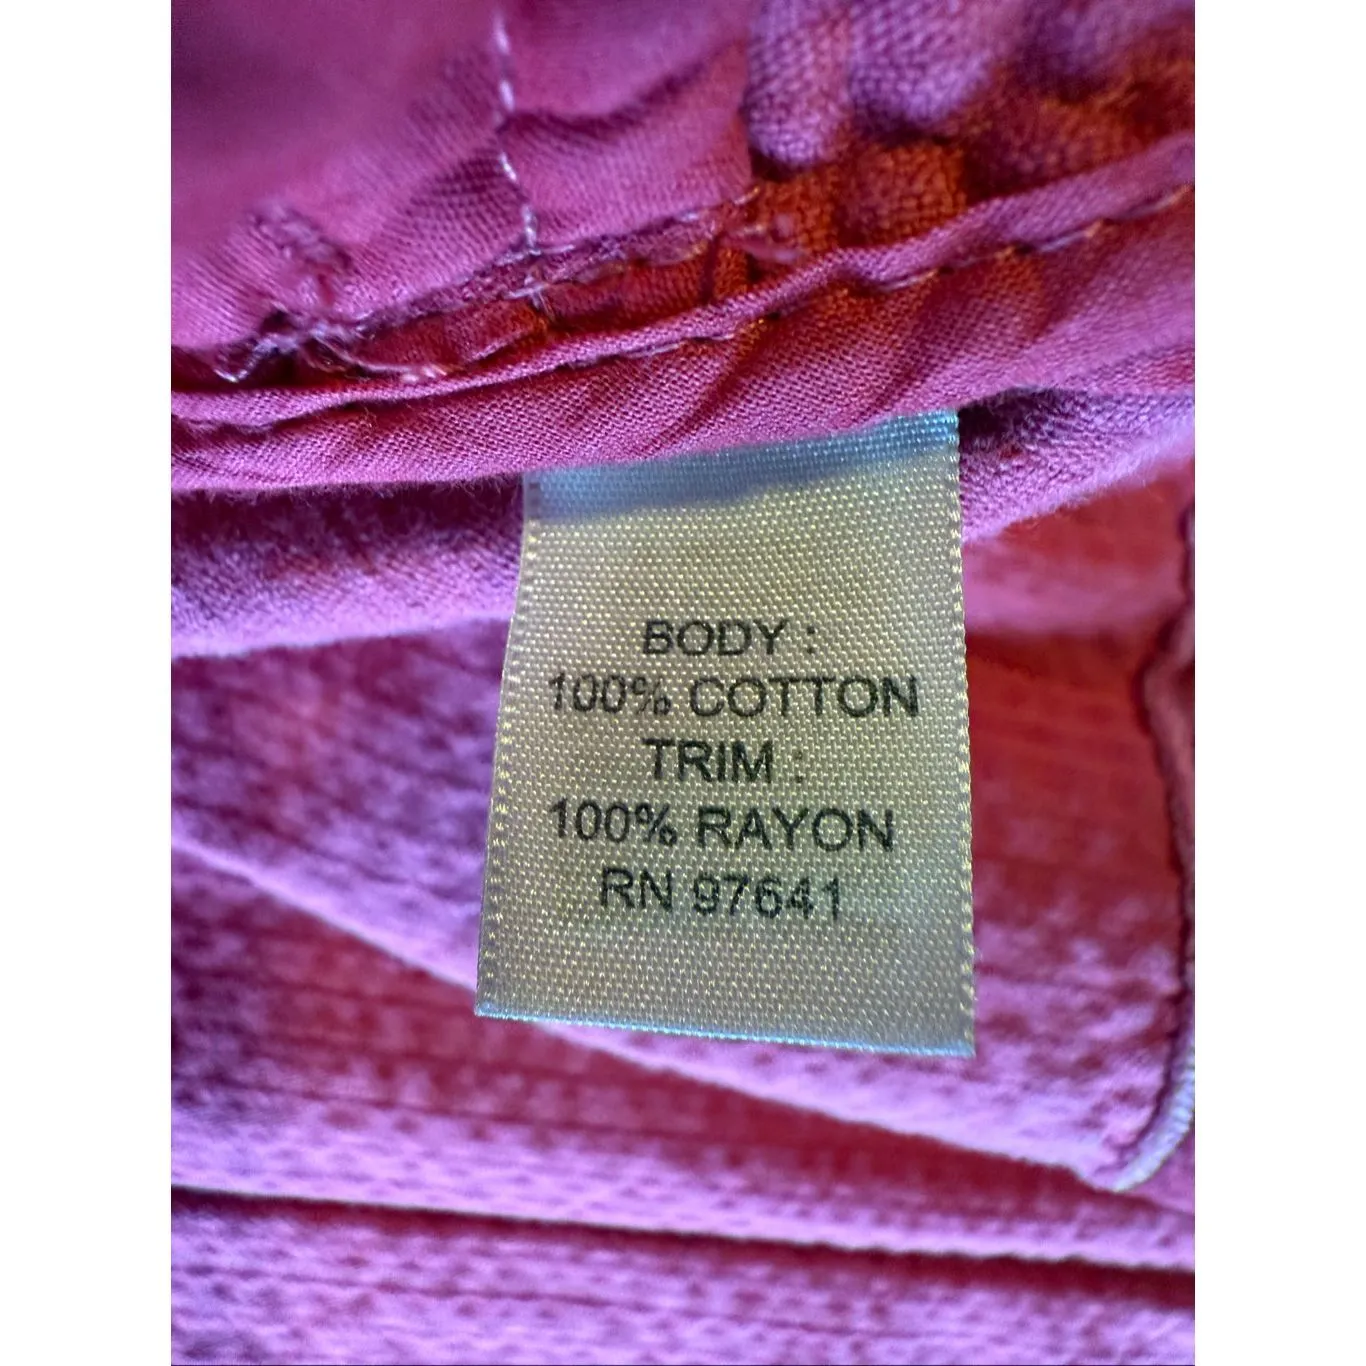 BODY :
100% COTTON
TRIM :
100% RAYON
RN 97641